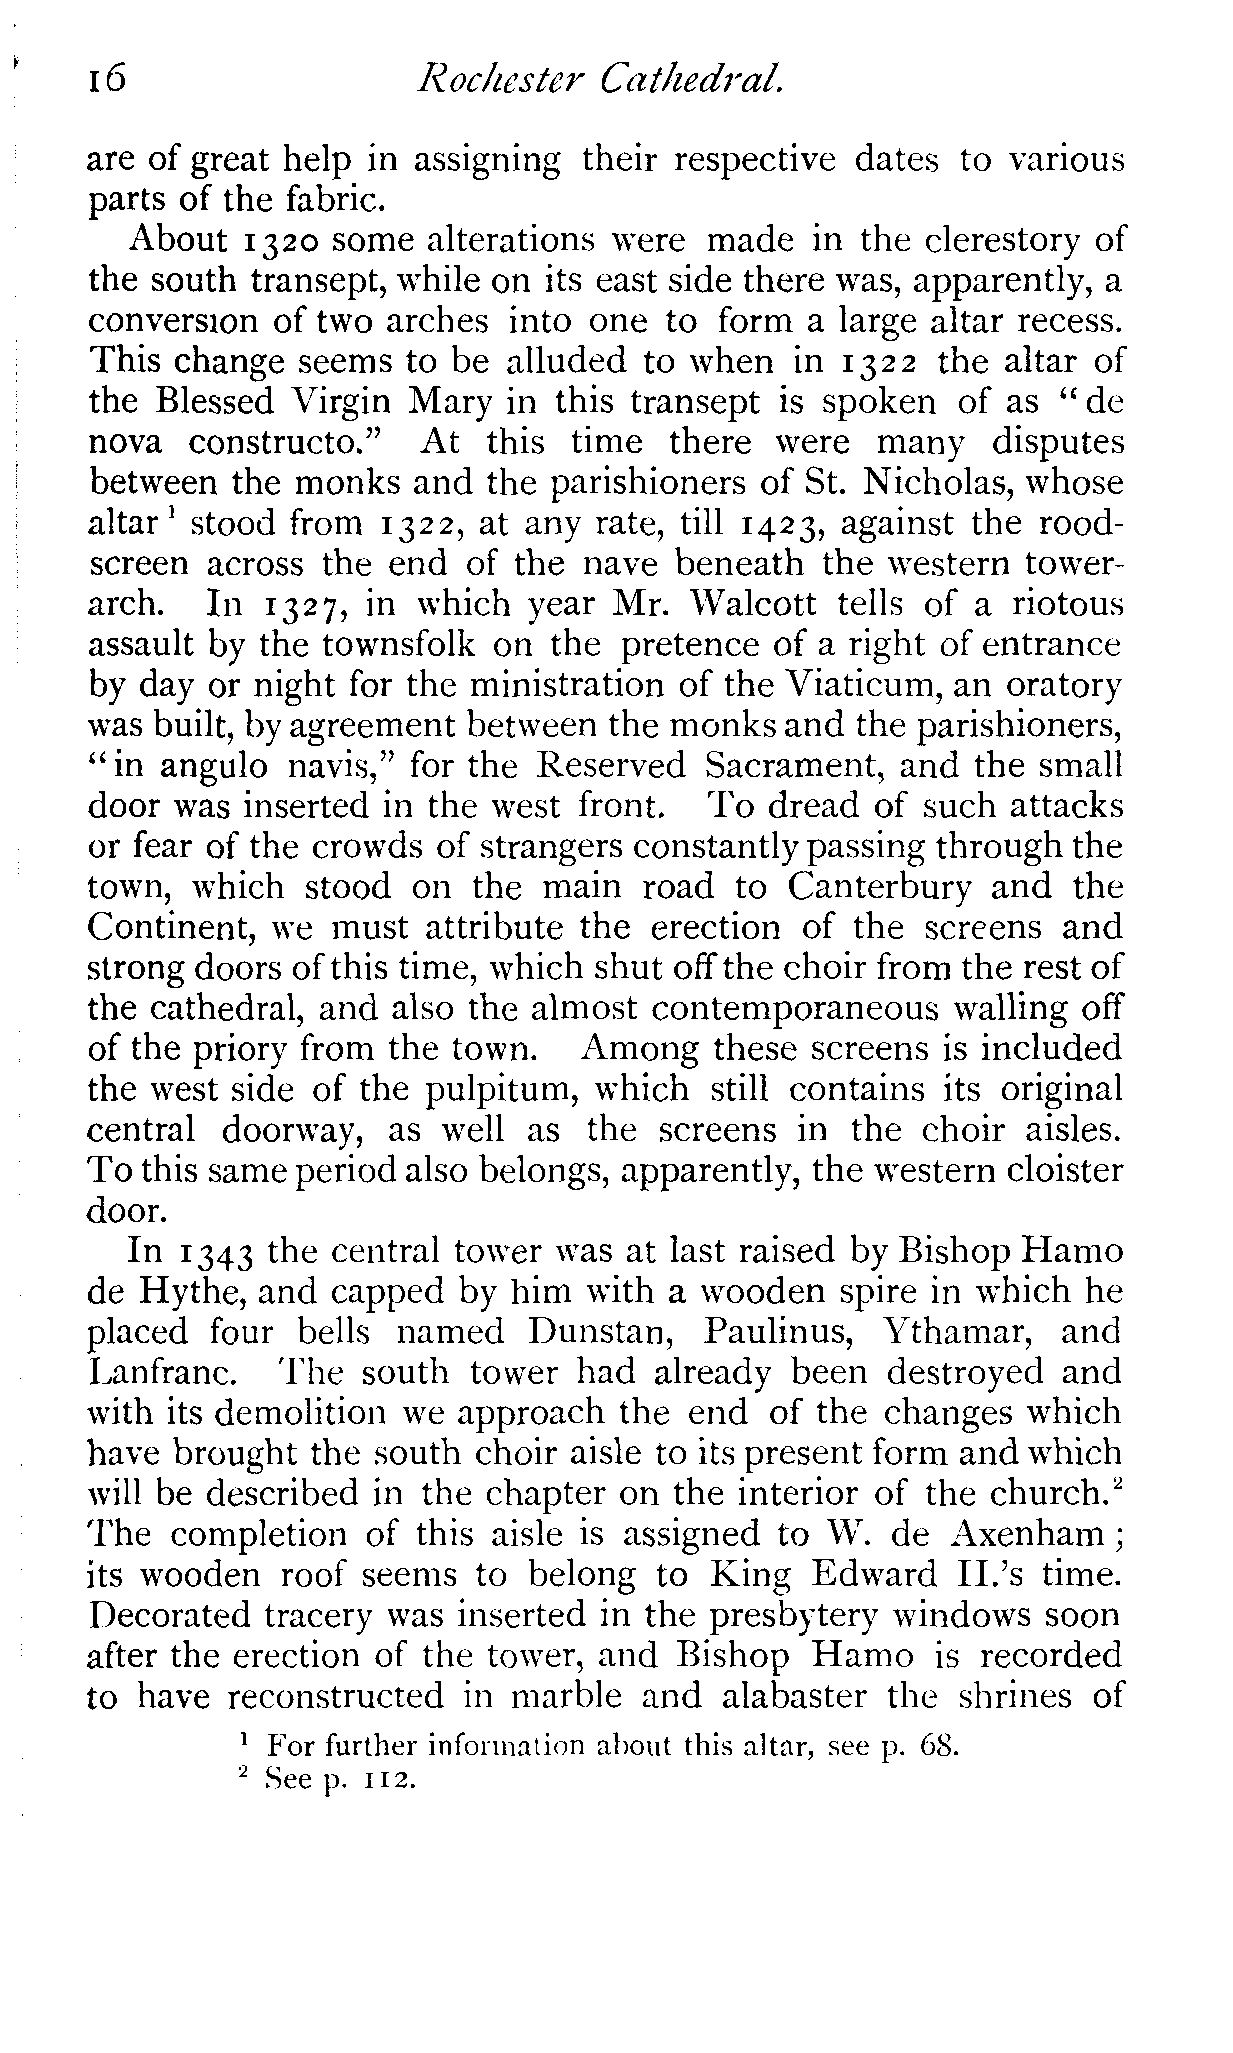 16 Rochester Cathedral.
are of great help in assigning their respective dates to various
parts of the fabric.
About 1320 some alterations were made in the clerestory of
the south transept, while on its east side there was, apparently, a
conversion of two arches into one to form a large altar recess.
This change seems to be alluded to when in 1322 the altar of
the Blessed Virgin Mary in this transept is spoken of as “de
nova constructo.” At this time there were many disputes
between the monks and the parishioners of St. Nicholas, whose
altar¹ stood from 1322, at any rate, till 1423, against the rood-
screen across the end of the nave beneath the western tower-
arch. In 1327, in which year Mr. Walcott tells of a riotous
assault by the townsfolk on the pretence of a right of entrance
by day or night for the ministration of the Viaticum, an oratory
was built, by agreement between the monks and the parishioners,
“in angulo navis,” for the Reserved Sacrament, and the small
door was inserted in the west front. To dread of such attacks
or fear of the crowds of strangers constantly passing through the
town, which stood on the main road to Canterbury and the
Continent, we must attribute the erection of the screens and
strong doors of this time, which shut off the choir from the rest of
the cathedral, and also the almost contemporaneous walling off
of the priory from the town. Among these screens is included
the west side of the pulpitum, which still contains its original
central doorway, as well as the screens in the choir aisles.
To this same period also belongs, apparently, the western cloister
door.
In 1343 the central tower was at last raised by Bishop Hamo
de Hythe, and capped by him with a wooden spire in which he
placed four bells named Dunstan, Paulinus, Ythamar, and
Lanfranc. The south tower had already been destroyed and
with its demolition we approach the end of the changes which
have brought the south choir aisle to its present form and which
will be described in the chapter on the interior of the church.²
The completion of this aisle is assigned to W. de Axenham;
its wooden roof seems to belong to King Edward II.’s time.
Decorated tracery was inserted in the presbytery windows soon
after the erection of the tower, and Bishop Hamo is recorded
to have reconstructed in marble and alabaster the shrines of
¹ For further information about this altar, see p. 68.
² See p. 112.